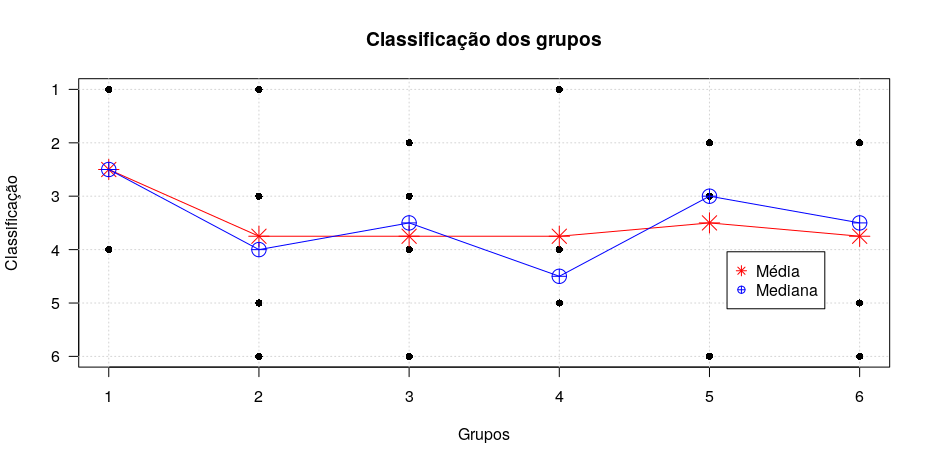 Classificação dos grupos
Classificação
1
2
3
4
5
6
Média
Mediana
1 2 3 4 5 6
Grupos